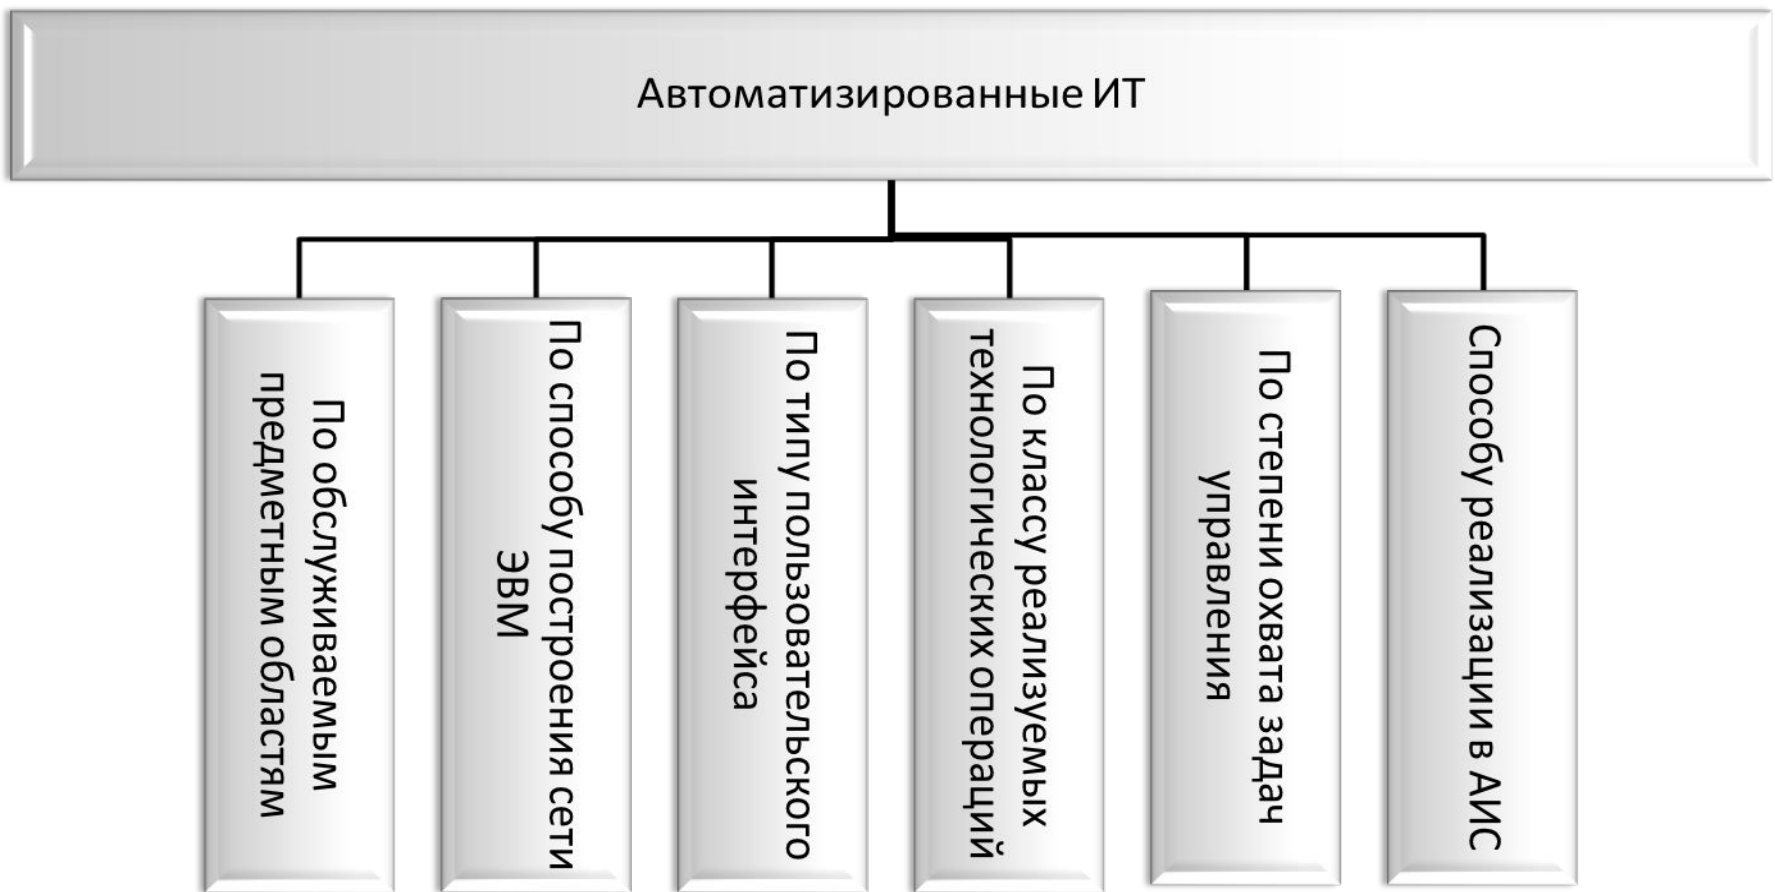 Автоматизированные ИТ
По обслуживаемым
предметным областям
По способу построения сети
ЭВМ
По типу пользовательского
интерфейса
По классу реализуемых
технологических операций
По степени охвата задач
управления
Способу реализации в АИС